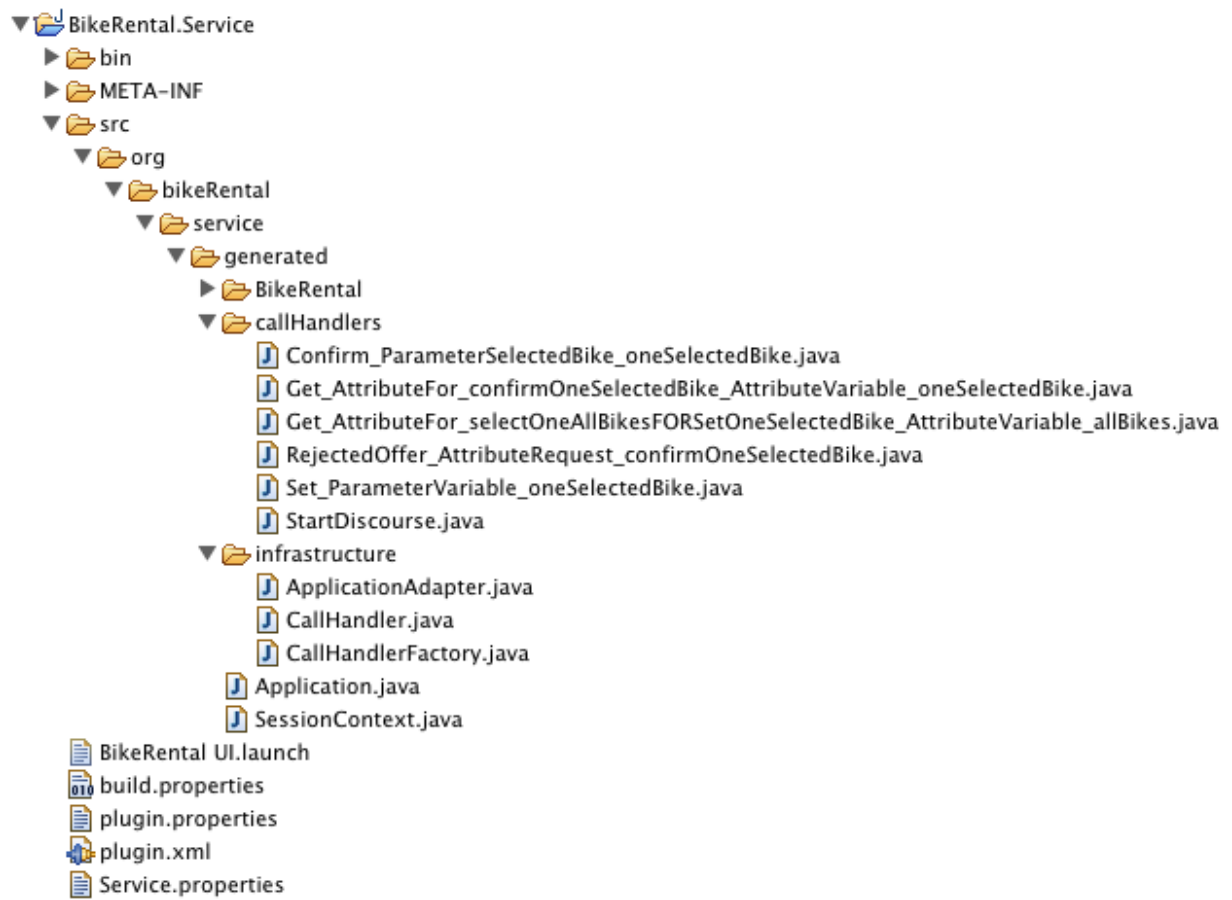 BikeRental.Service
bin
META-INF
src
org
bikeRental
service
generated
BikeRental
callHandlers
Confirm_ParameterSelectedBike_oneSelectedBike.java
Get_AttributeFor_confirmOneSelectedBike_AttributeVariable_oneSelectedBike.java
Get_AttributeFor_selectOneAllBikesFORSetOneSelectedBike_AttributeVariable_allBikes.java
RejectedOffer_AttributeRequest_confirmOneSelectedBike.java
Set_ParameterVariable_oneSelectedBike.java
StartDiscourse.java
infrastructure
ApplicationAdapter.java
CallHandler.java
CallHandlerFactory.java
Application.java
SessionContext.java
BikeRental UI.launch
build.properties
plugin.properties
plugin.xml
Service.properties